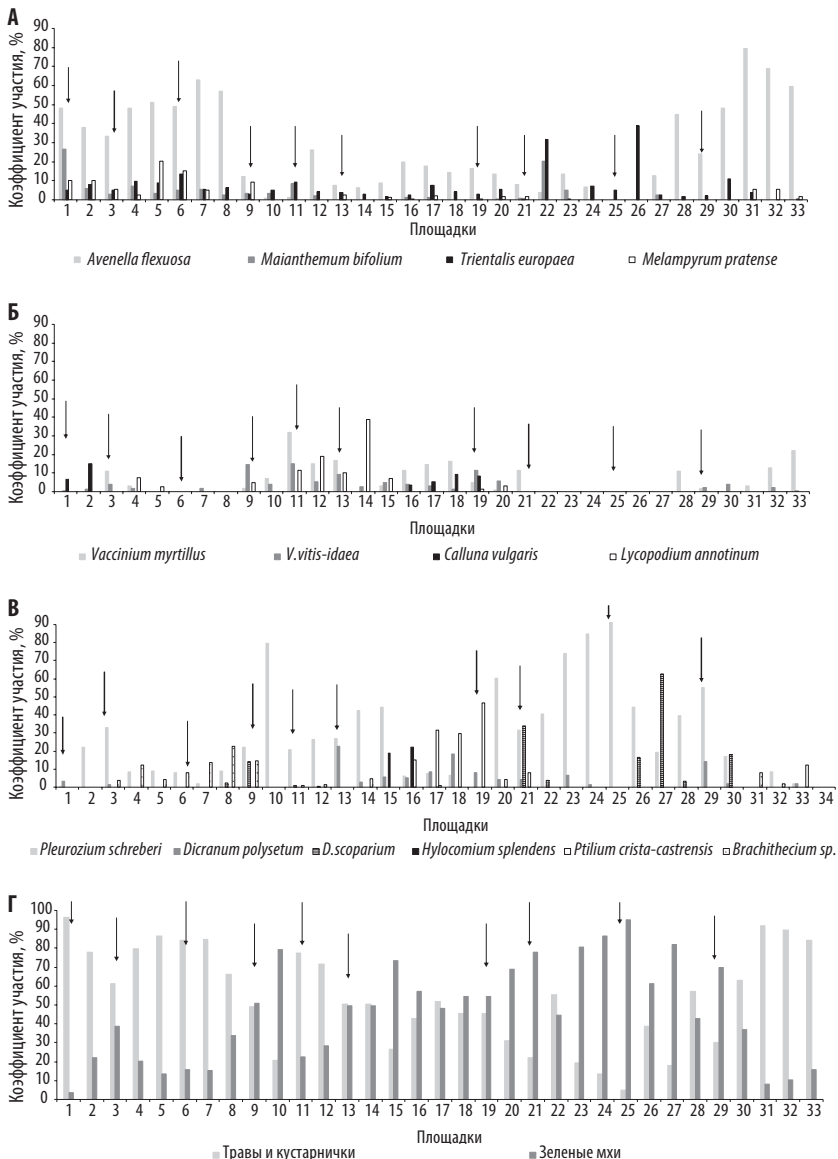 А
Коэффициент участия, %
90
80
70
60
50
40
30
20
10
0
1 2 3 4 5 6 7 8 9 10 11 12 13 14 15 16 17 18 19 20 21 22 23 24 25 26 27 28 29 30 31 32 33
Площадки
Avenella flexuosa Maianthemum bifolium Trientalis europaea Melampyrum pratense
Б
Коэффициент участия, %
90
80
70
60
50
40
30
20
10
0
1 2 3 4 5 6 7 8 9 10 11 12 13 14 15 16 17 18 19 20 21 22 23 24 25 26 27 28 29 30 31 32 33
Площадки
Vaccinium myrtillus V.vitis-idaea Calluna vulgaris Lycopodium annotinum
В
Коэффициент участия, %
90
80
70
60
50
40
30
20
10
0
1 2 3 4 5 6 7 8 9 10 11 12 13 14 15 16 17 18 19 20 21 22 23 24 25 26 27 28 29 30 31 32 33 34
Площадки
Pleurozium schreberi Dicranum polysetum D.scoparium Hylocomium splendens Ptilium crista-castrensis Brachithecium sp.
Г
Коэффициент участия, %
100
90
80
70
60
50
40
30
20
10
0
1 2 3 4 5 6 7 8 9 10 11 12 13 14 15 16 17 18 19 20 21 22 23 24 25 26 27 28 29 30 31 32 33
Площадки
Травы и кустарнички Зеленые мхи